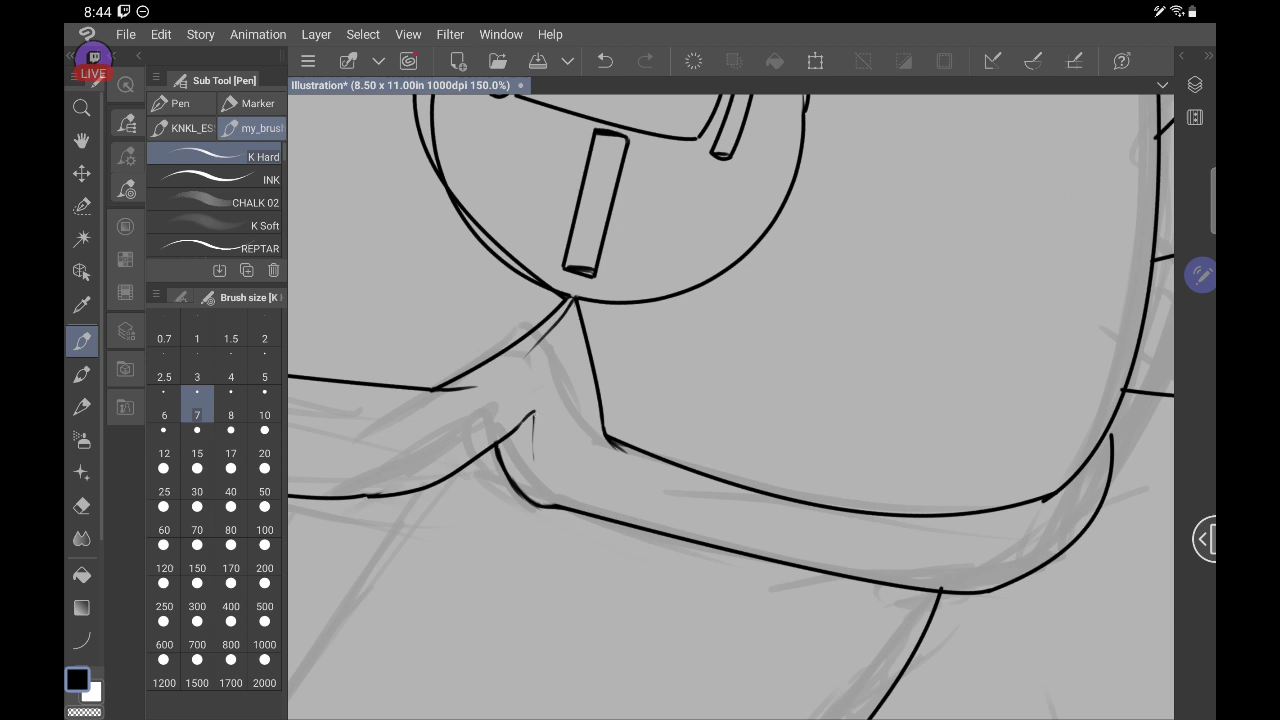 8:44
File Edit Story Animation Layer Select View Filter Window Help
LIVE
Illustration* (8.50 x 11.00in 1000dpi 150.0%)
Sub Tool [Pen]
Pen Marker
KNKL_ES my_brus
K Hard
INK
CHALK 02
K Soft
REPTAR
Brush size [K
0.7 1 1.5 2
2.5 3 4 5
6 7 8 10
12 15 17 20
25 30 40 50
60 70 80 100
120 150 170 200
250 300 400 500
600 700 800 1000
1200 1500 1700 2000